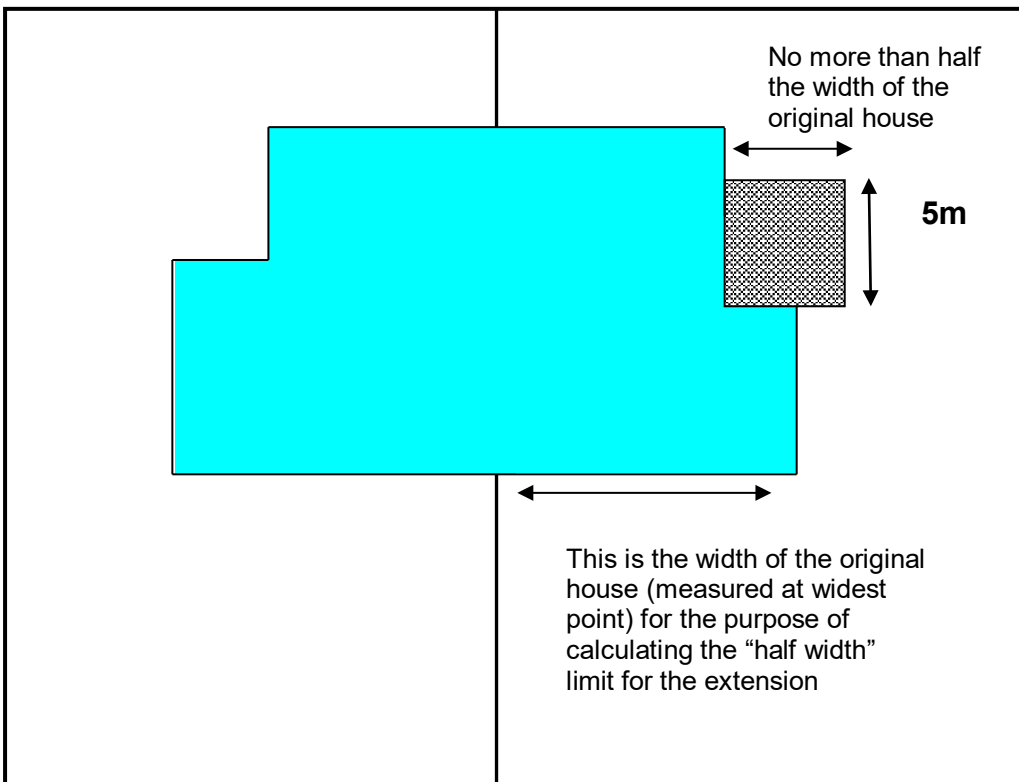 No more than half
the width of the
original house
5m
This is the width of the original
house (measured at widest
point) for the purpose of
calculating the “half width”
limit for the extension